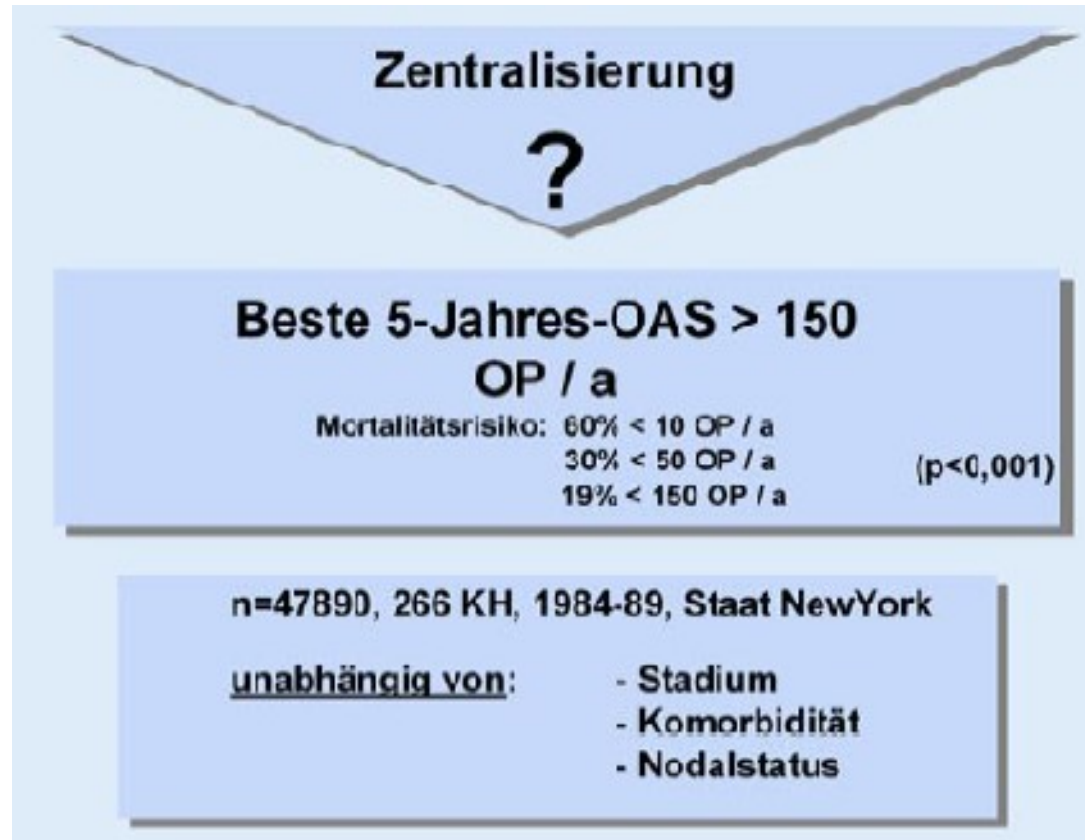 Zentralisierung
?
Beste 5-Jahres-OAS > 150
OP / a
Mortalitätsrisiko: 60% < 10 OP / a
30% < 50 OP / a
(p<0,001)
19% < 150 OP / a
n=47890, 266 KH, 1984-89, Staat NewYork
unabhängig von: - Stadium
- Komorbidität
- Nodalstatus